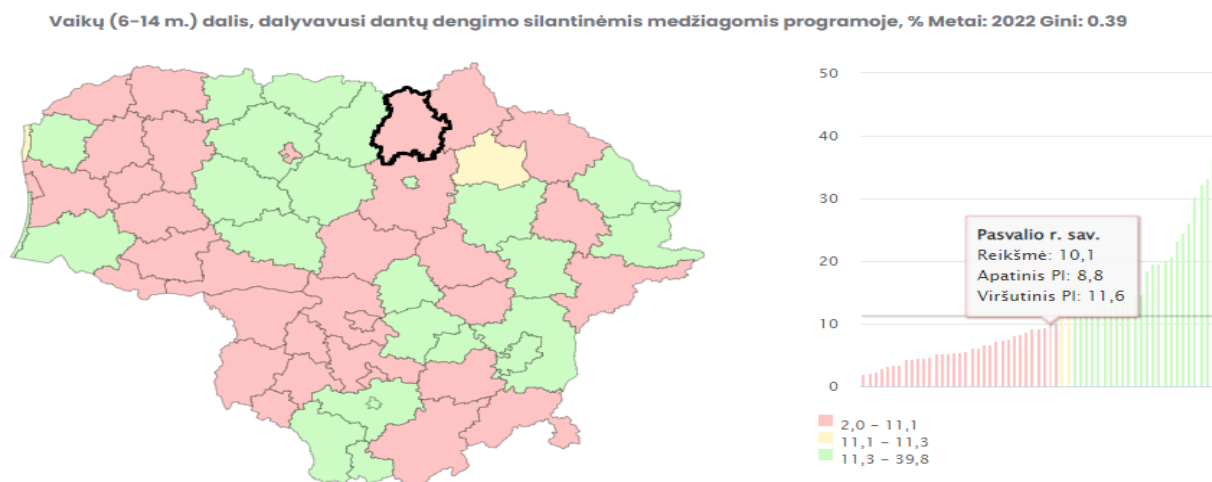 Vaikų (6-14 m.) dalis, dalyvavusi dantų dengimo silantinėmis medžiagomis programoje, % Metai: 2022 Gini: 0.39
50
40
30
20
10
0
Pasvalio r. sav.
Reikšmė: 10,1
Apatinis PI: 8,8
Viršutinis PI: 11,6
2,0 – 11,1
11,1 – 11,3
11,3 – 39,8